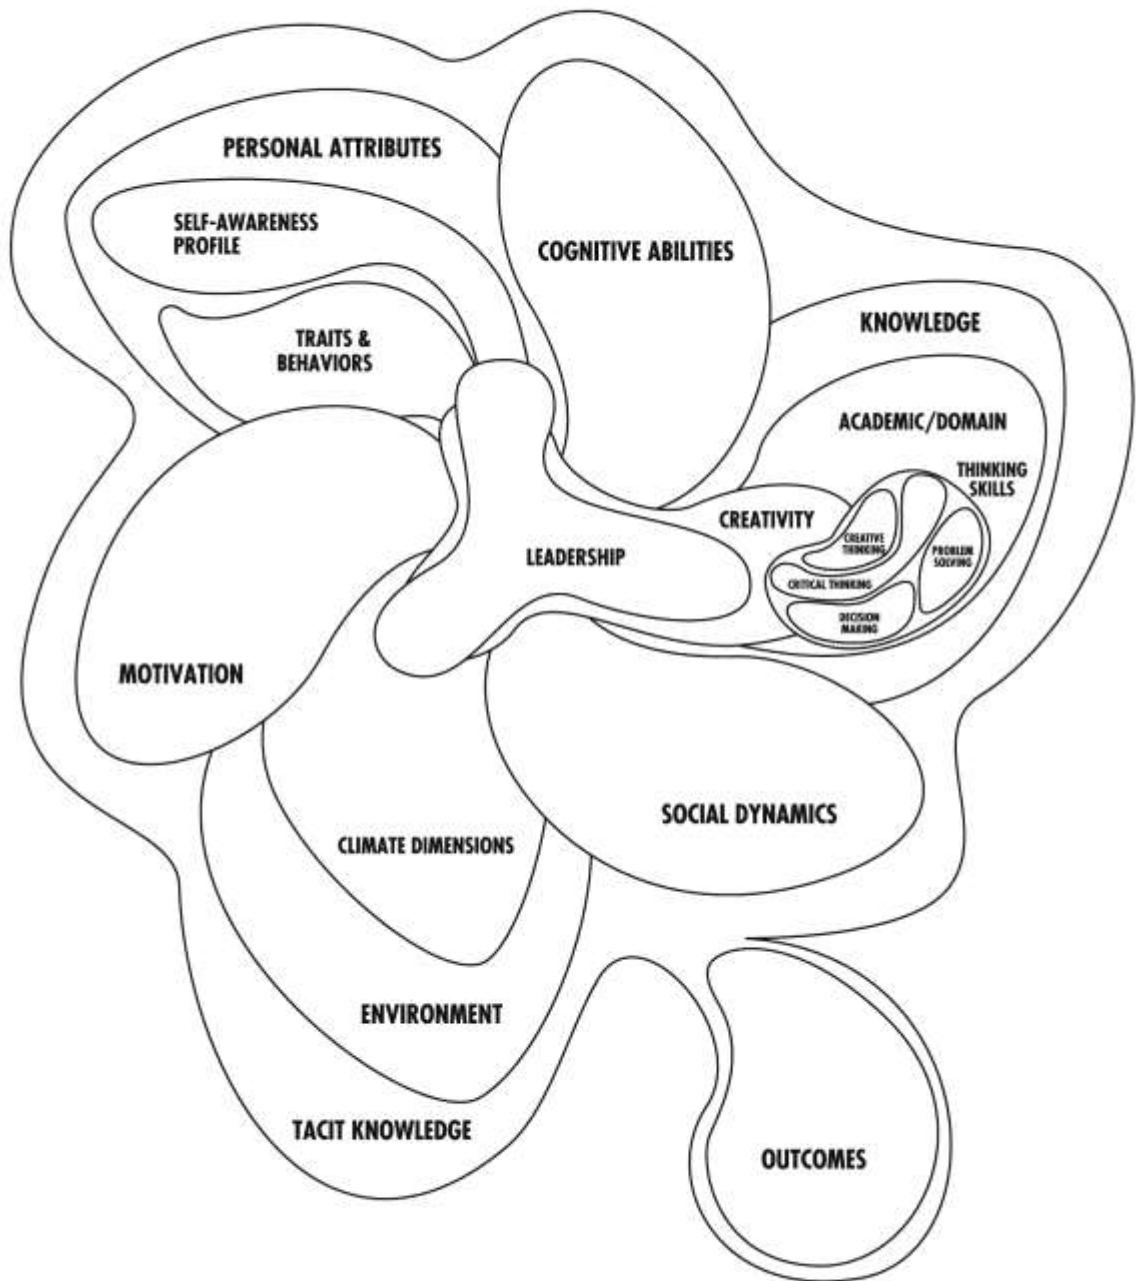 PERSONAL ATTRIBUTES
SELF-AWARENESS
PROFILE
COGNITIVE ABILITIES
TRAITS &
BEHAVIORS
KNOWLEDGE
ACADEMIC/DOMAIN
THINKING
SKILLS
CREATIVITY
CREATIVE
THINKING
PROBLEM
SOLVING
CRITICAL THINKING
DECISION
MAKING
LEADERSHIP
MOTIVATION
SOCIAL DYNAMICS
CLIMATE DIMENSIONS
ENVIRONMENT
TACIT KNOWLEDGE
OUTCOMES